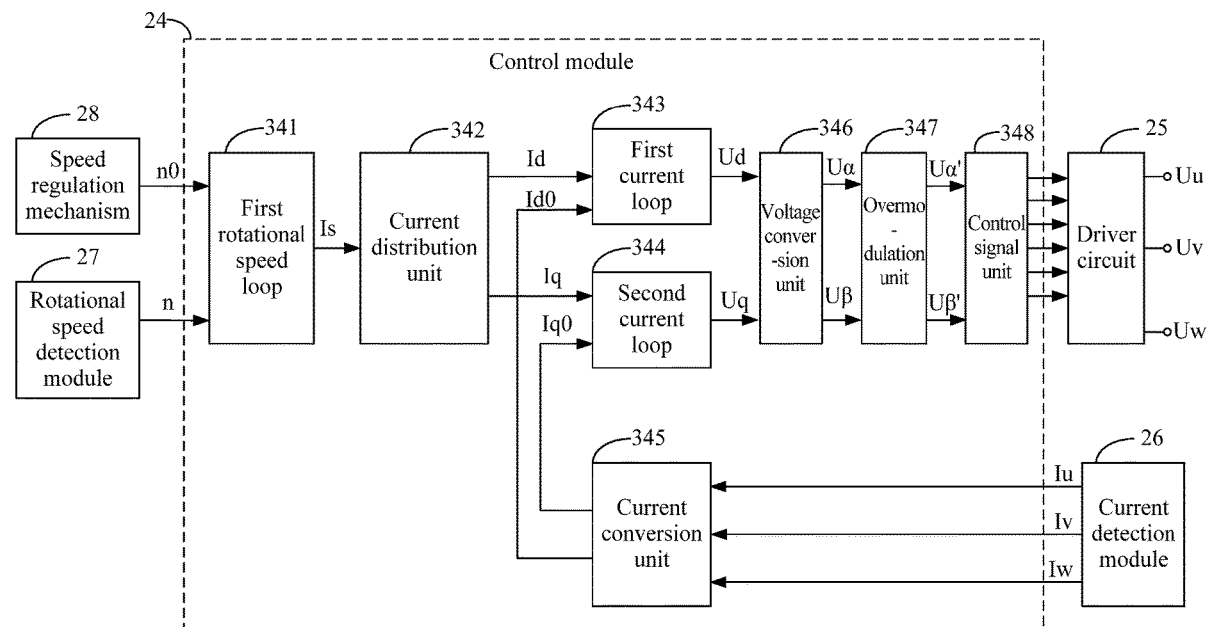 24
Control module
28
Speed
regulation
mechanism
n0
27
Rotational
speed
detection
module
n
341
First
rotational
speed
loop
Is
342
Current
distribution
unit
Id
Id0
Iq
Iq0
343
First
current
loop
Ud
344
Second
current
loop
Uq
346
Voltage
conver
-sion
unit
Uα
Uβ
347
Overmo
-
dulation
unit
Uα'
Uβ'
348
Control
signal
unit
25
Driver
circuit
Uu
Uv
Uw
345
Current
conversion
unit
Iu
Iv
Iw
26
Current
detection
module